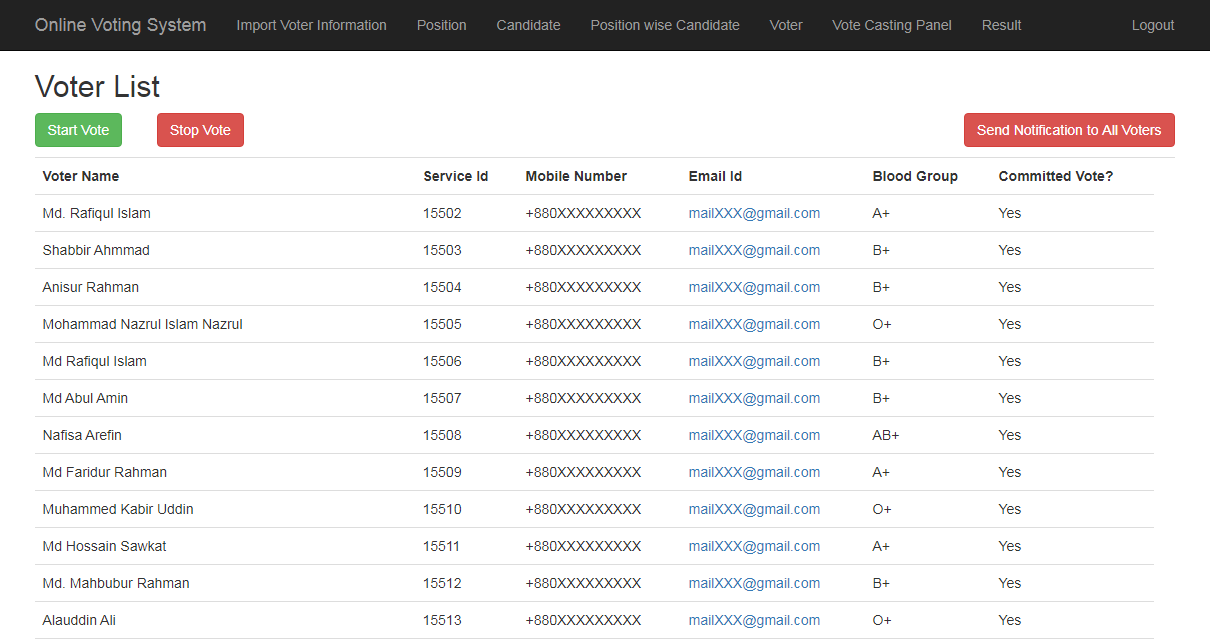 Online Voting System Import Voter Information Position Candidate Position wise Candidate Voter Vote Casting Panel Result Logout
Voter List
Start Vote Stop Vote Send Notification to All Voters
Voter Name Service Id Mobile Number Email Id Blood Group Committed Vote?
Md. Rafiqul Islam 15502 +880XXXXXXXXX mailXXX@gmail.com A+ Yes
Shabbir Ahmmad 15503 +880XXXXXXXXX mailXXX@gmail.com B+ Yes
Anisur Rahman 15504 +880XXXXXXXXX mailXXX@gmail.com B+ Yes
Mohammad Nazrul Islam Nazrul 15505 +880XXXXXXXXX mailXXX@gmail.com O+ Yes
Md Rafiqul Islam 15506 +880XXXXXXXXX mailXXX@gmail.com B+ Yes
Md Abul Amin 15507 +880XXXXXXXXX mailXXX@gmail.com B+ Yes
Nafisa Arefin 15508 +880XXXXXXXXX mailXXX@gmail.com AB+ Yes
Md Faridur Rahman 15509 +880XXXXXXXXX mailXXX@gmail.com A+ Yes
Muhammed Kabir Uddin 15510 +880XXXXXXXXX mailXXX@gmail.com O+ Yes
Md Hossain Sawkat 15511 +880XXXXXXXXX mailXXX@gmail.com A+ Yes
Md. Mahbubur Rahman 15512 +880XXXXXXXXX mailXXX@gmail.com B+ Yes
Alauddin Ali 15513 +880XXXXXXXXX mailXXX@gmail.com O+ Yes